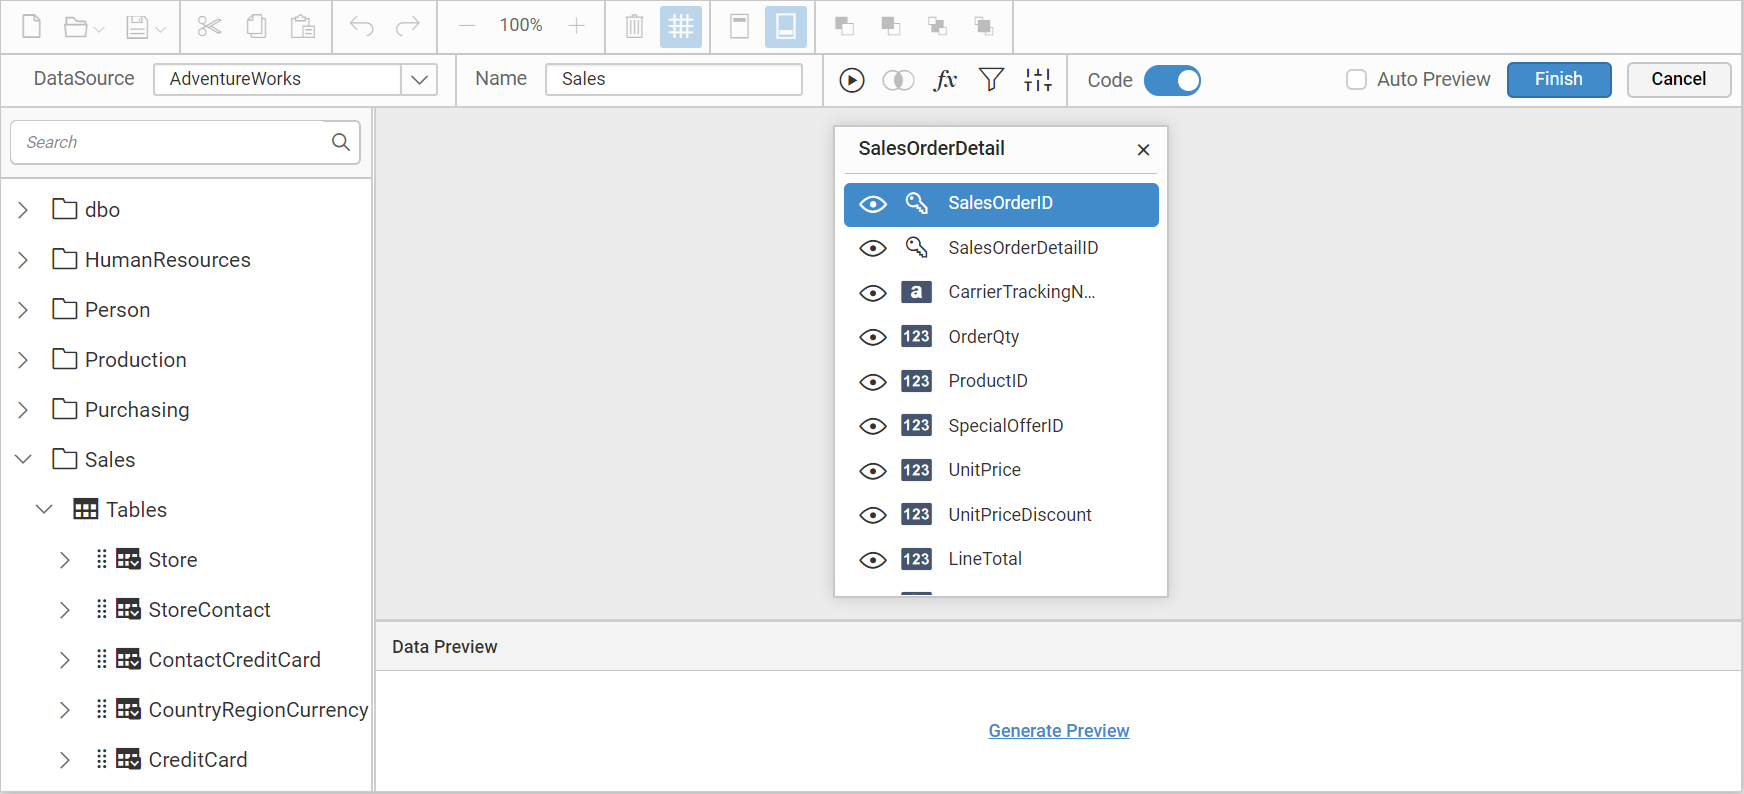 100%
DataSource
AdventureWorks
Name
Sales
fx
Code
Auto Preview
Finish
Cancel
Search
dbo
HumanResources
Person
Production
Purchasing
Sales
Tables
Store
StoreContact
ContactCreditCard
CountryRegionCurrency
CreditCard
SalesOrderDetail
SalesOrderID
SalesOrderDetailID
a CarrierTrackingN...
123 OrderQty
123 ProductID
123 SpecialOfferID
123 UnitPrice
123 UnitPriceDiscount
123 LineTotal
Data Preview
Generate Preview